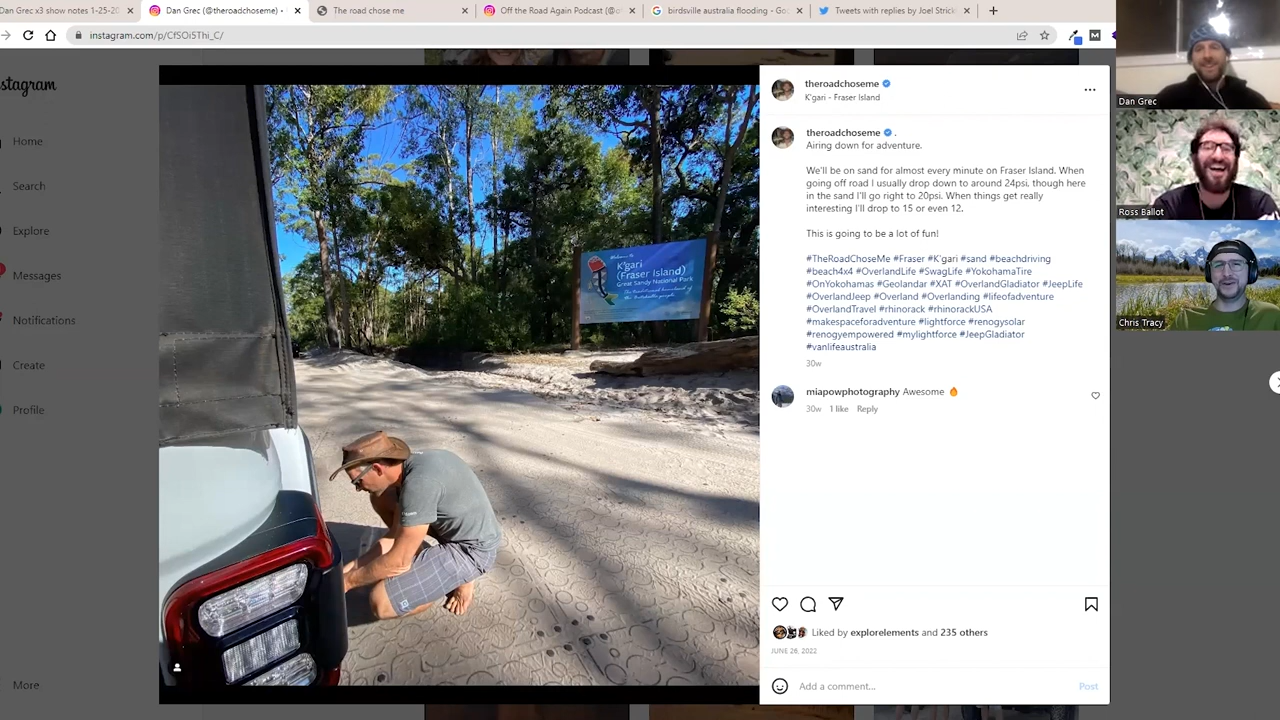 Dan Grec x3 show notes 1-25-20
Dan Grec (@theroadchoseme) •
The road chose me
Off the Road Again Podcast (@o
birdsville australia flooding - Go
Tweets with replies by Joel Strick
instagram.com/p/CfSOi5Thi_C/
stagram
Home
Search
Explore
Messages
Notifications
Create
Profile
More
Welcome to
K'gari
(Fraser Island)
Great Sandy National Park
theroadchoseme
K'gari - Fraser Island
theroadchoseme .
Airing down for adventure.
We'll be on sand for almost every minute on Fraser Island. When
going off road I usually drop down to around 24psi, though here
in the sand I'll go right to 20psi. When things get really
interesting I'll drop to 15 or even 12.
This is going to be a lot of fun!
#TheRoadChoseMe #Fraser #K'gari #sand #beachdriving
#beach4x4 #OverlandLife #SwagLife #YokohamaTire
#OnYokohamas #Geolandar #XAT #OverlandGladiator #JeepLife
#OverlandJeep #Overland #Overlanding #lifeofadventure
#OverlandTravel #rhinorack #rhinorackUSA
#makespaceforadventure #lightforce #renogysolar
#renogyempowered #mylightforce #JeepGladiator
#vanlifeaustralia
30w
miapowphotography Awesome 🔥
30w 1 like Reply
Liked by explorelements and 235 others
JUNE 26, 2022
Add a comment...
Post
Dan Grec
Ross Ballot
Chris Tracy